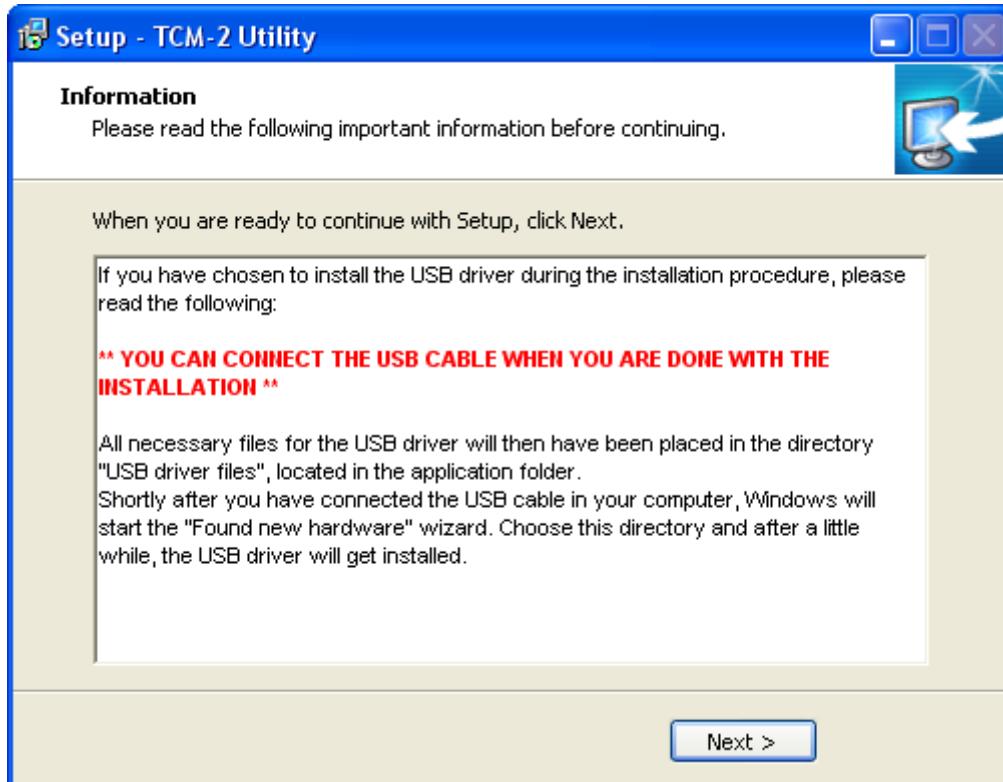 Setup - TCM-2 Utility
Information
Please read the following important information before continuing.
When you are ready to continue with Setup, click Next.
If you have chosen to install the USB driver during the installation procedure, please
read the following:
** YOU CAN CONNECT THE USB CABLE WHEN YOU ARE DONE WITH THE
INSTALLATION **
All necessary files for the USB driver will then have been placed in the directory
"USB driver files", located in the application folder.
Shortly after you have connected the USB cable in your computer, Windows will
start the "Found new hardware" wizard. Choose this directory and after a little
while, the USB driver will get installed.
Next >